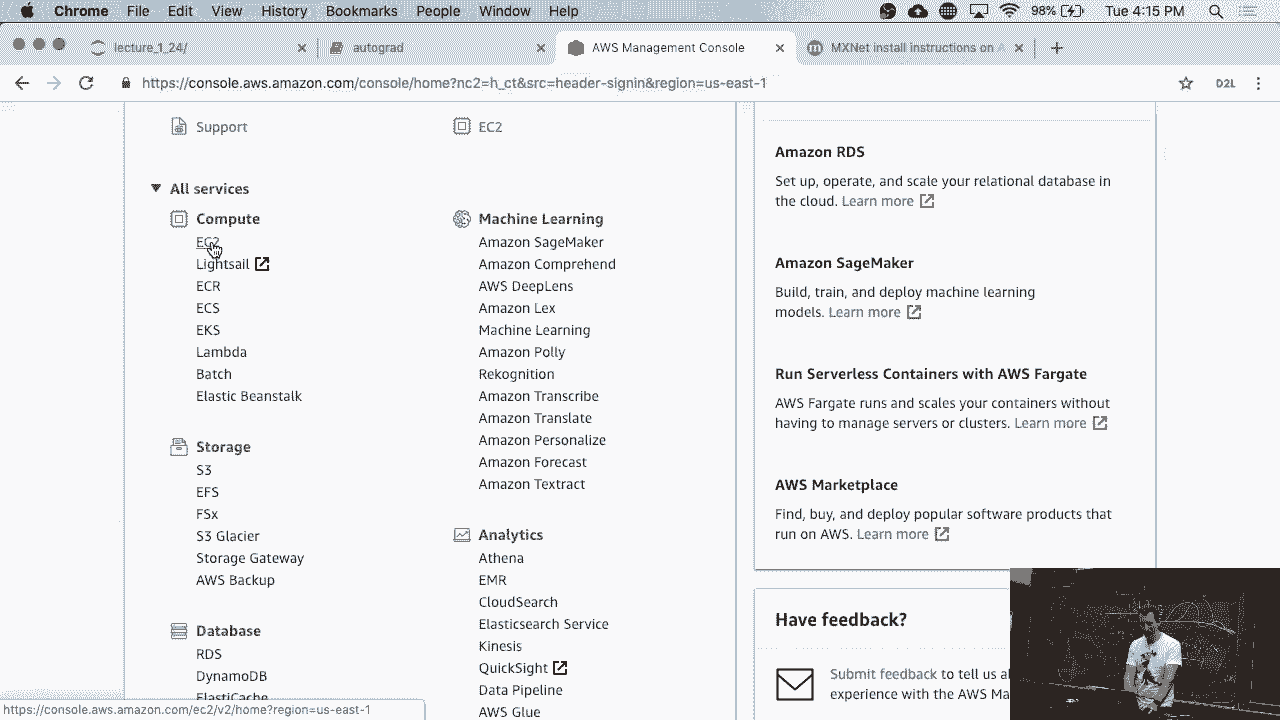 Chrome File Edit View History Bookmarks People Window Help 98% Tue 4:15 PM
lecture_1_24/
autograd
AWS Management Console
MXNet install instructions on A
https://console.aws.amazon.com/console/home?nc2=h_ct&src=header-signin&region=us-east-1
D2L
Support
EC2
All services
Compute
EC2
Lightsail
ECR
ECS
EKS
Lambda
Batch
Elastic Beanstalk
Storage
S3
EFS
FSx
S3 Glacier
Storage Gateway
AWS Backup
Database
RDS
DynamoDB
ElastiCache
Machine Learning
Amazon SageMaker
Amazon Comprehend
AWS DeepLens
Amazon Lex
Machine Learning
Amazon Polly
Rekognition
Amazon Transcribe
Amazon Translate
Amazon Personalize
Amazon Forecast
Amazon Textract
Analytics
Athena
EMR
CloudSearch
Elasticsearch Service
Kinesis
QuickSight
Data Pipeline
AWS Glue
Amazon RDS
Set up, operate, and scale your relational database in
the cloud. Learn more
Amazon SageMaker
Build, train, and deploy machine learning
models. Learn more
Run Serverless Containers with AWS Fargate
AWS Fargate runs and scales your containers without
having to manage servers or clusters. Learn more
AWS Marketplace
Find, buy, and deploy popular software products that
run on AWS. Learn more
Have feedback?
Submit feedback to tell us a
experience with the AWS Ma
https://console.aws.amazon.com/ec2/v2/home?region=us-east-1